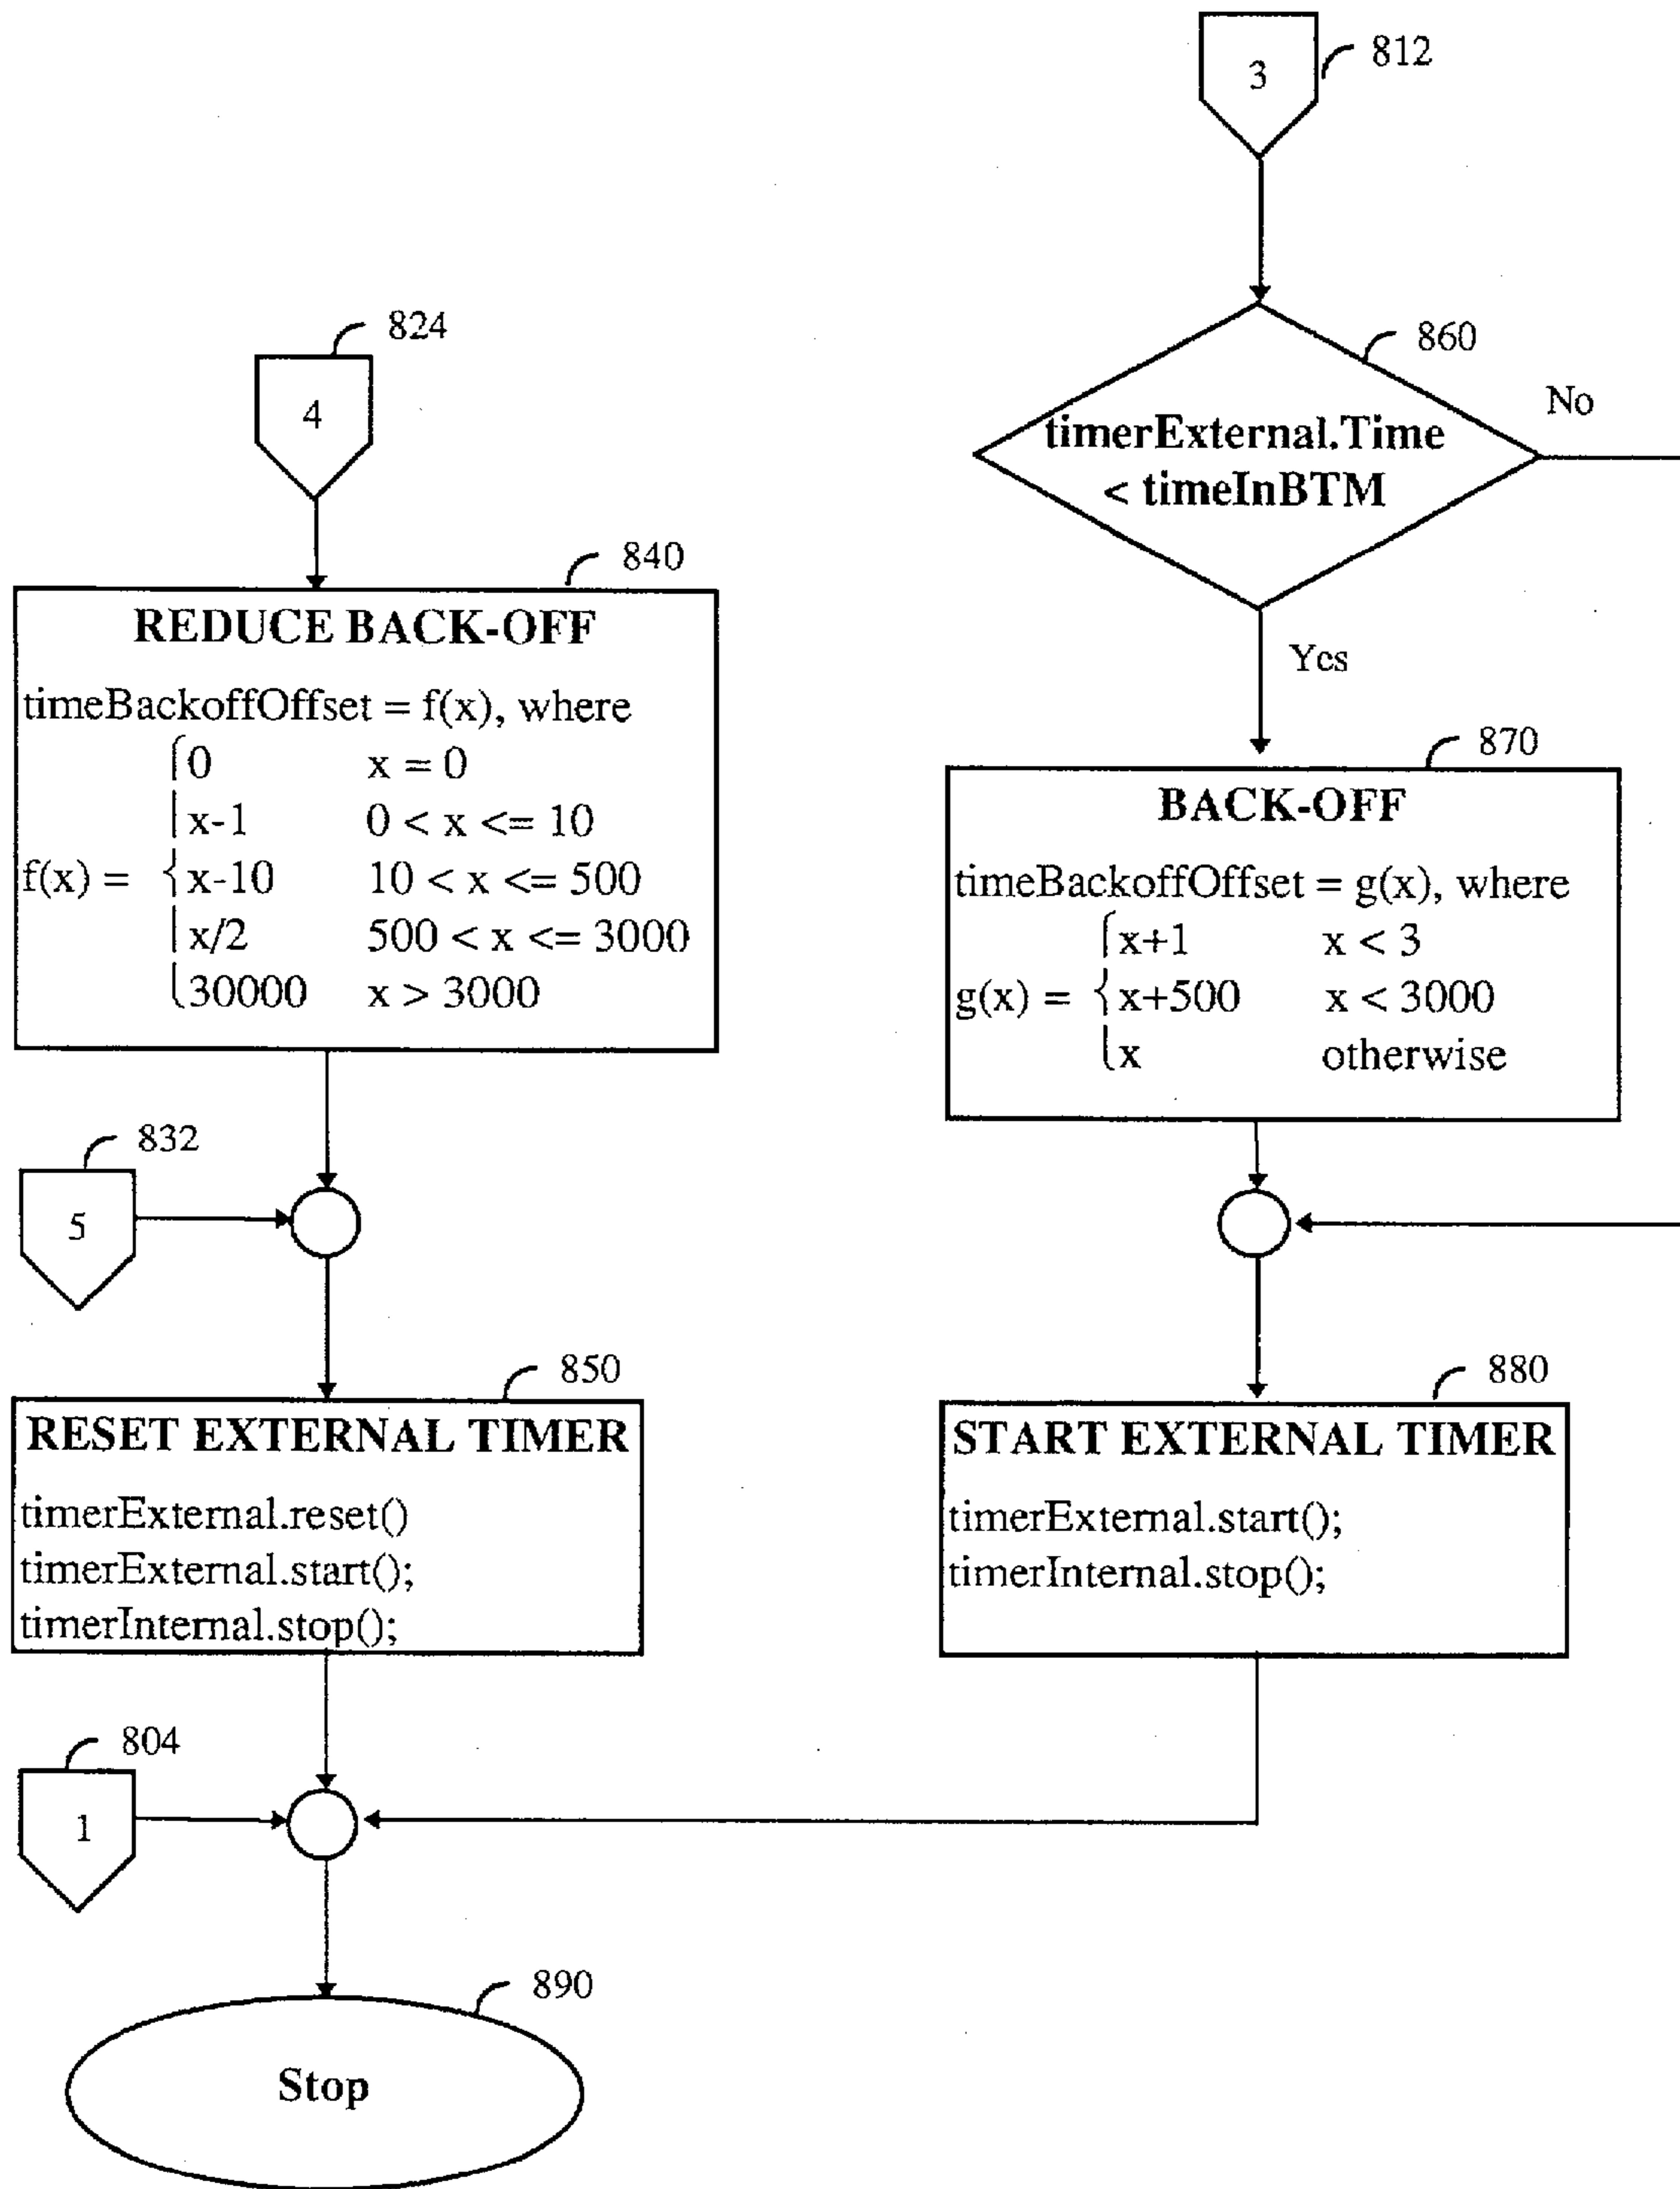 3
812
860
timerExternal.Time
< timeInBTM
No
Yes
824
4
840
REDUCE BACK-OFF
timeBackoffOffset = f(x), where
0 x = 0
x-1 0 < x <= 10
f(x) = x-10 10 < x <= 500
x/2 500 < x <= 3000
30000 x > 3000
870
BACK-OFF
timeBackoffOffset = g(x), where
x+1 x < 3
g(x) = x+500 x < 3000
x otherwise
832
5
850
RESET EXTERNAL TIMER
timerExternal.reset()
timerExternal.start();
timerInternal.stop();
880
START EXTERNAL TIMER
timerExternal.start();
timerInternal.stop();
804
1
890
Stop